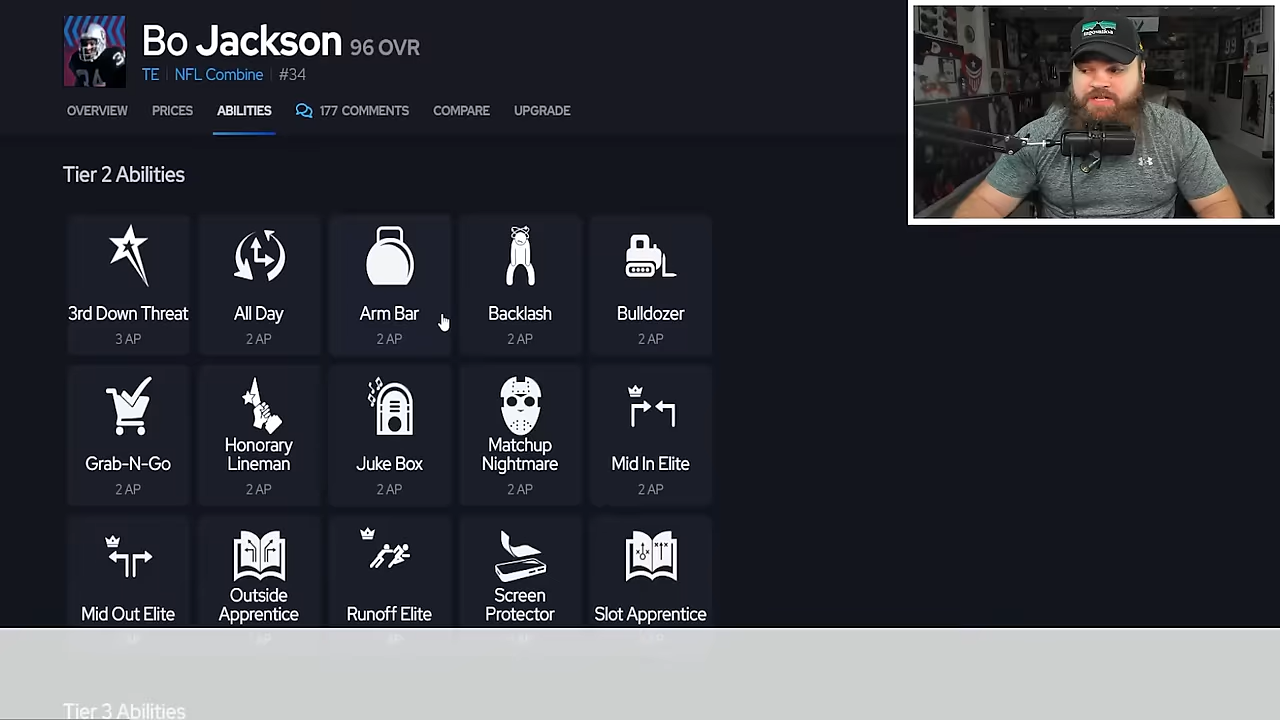 Bo Jackson 96 OVR
TE | NFL Combine | #34
OVERVIEW PRICES ABILITIES 177 COMMENTS COMPARE UPGRADE
Tier 2 Abilities
3rd Down Threat All Day Arm Bar Backlash Bulldozer
3 AP 2 AP 2 AP 2 AP 2 AP
Grab-N-Go Honorary Lineman Juke Box Matchup Nightmare Mid In Elite
2 AP 2 AP 2 AP 2 AP 2 AP
Mid Out Elite Outside Apprentice Runoff Elite Screen Protector Slot Apprentice
Tier 3 Abilities